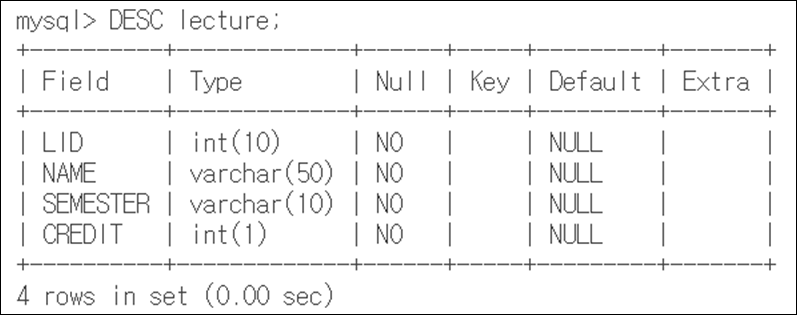 mysql> DESC lecture;
+----------+-------------+------+-----+---------+-------+
| Field    | Type        | Null | Key | Default | Extra |
+----------+-------------+------+-----+---------+-------+
| LID      | int(10)     | NO   |     | NULL    |       |
| NAME     | varchar(50) | NO   |     | NULL    |       |
| SEMESTER | varchar(10) | NO   |     | NULL    |       |
| CREDIT   | int(1)      | NO   |     | NULL    |       |
+----------+-------------+------+-----+---------+-------+
4 rows in set (0.00 sec)